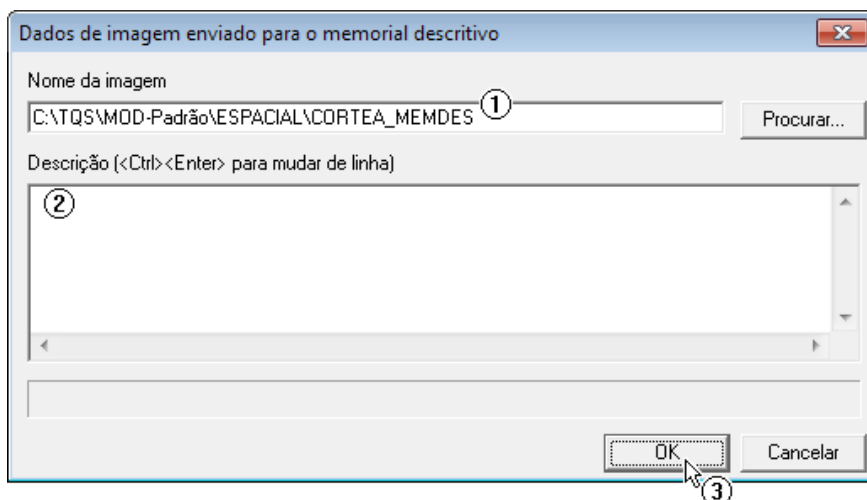 Dados de imagem enviado para o memorial descritivo
Nome da imagem
C:\TQS\MOD-Padrão\ESPACIAL\CORTEA_MEMDES
1
Procurar...
Descrição (<Ctrl><Enter> para mudar de linha)
2
OK
Cancelar
3